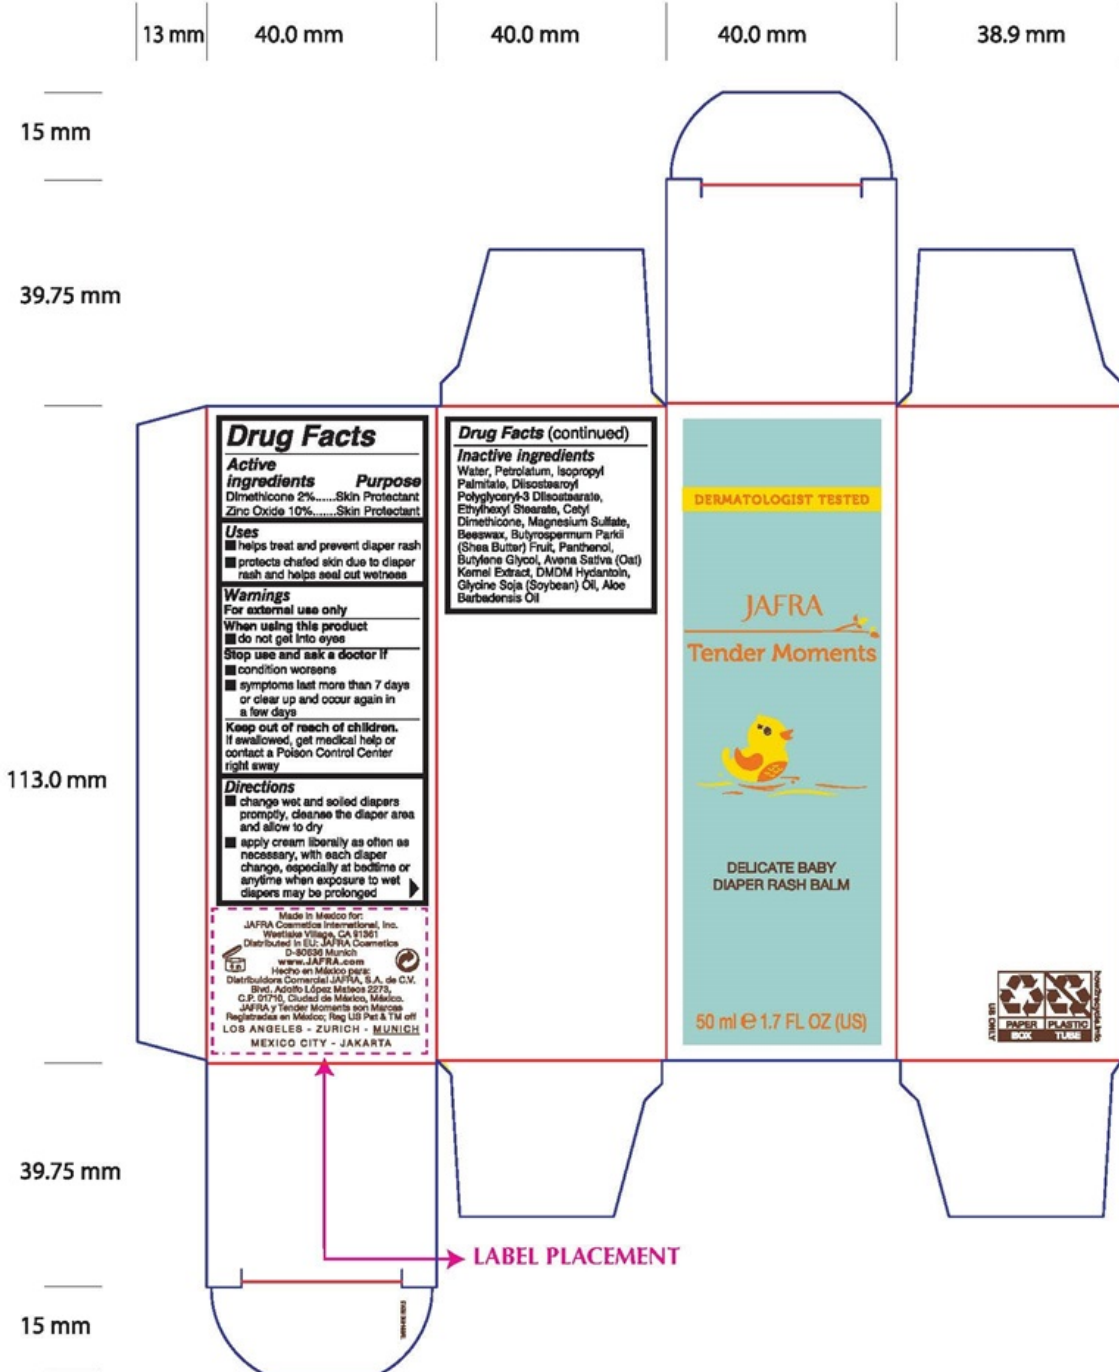 13 mm
40.0 mm
40.0 mm
40.0 mm
38.9 mm
15 mm
39.75 mm
113.0 mm
39.75 mm
15 mm
Drug Facts
Active
ingredients Purpose
Dimethicone 2%......Skin Protectant
Zinc Oxide 10%.......Skin Protectant
Uses
■ helps treat and prevent diaper rash
■ protects chafed skin due to diaper
rash and helps seal out wetness
Warnings
For external use only
When using this product
■ do not get into eyes
Stop use and ask a doctor if
■ condition worsens
■ symptoms last more than 7 days
or clear up and occur again in
a few days
Keep out of reach of children.
If swallowed, get medical help or
contact a Poison Control Center
right away
Directions
■ change wet and soiled diapers
promptly, cleanse the diaper area
and allow to dry
■ apply cream liberally as often as
necessary, with each diaper
change, especially at bedtime or
anytime when exposure to wet
diapers may be prolonged
Made in Mexico for:
JAFRA Cosmetics International, Inc.
Westlake Village, CA 91361
Distributed in EU: JAFRA Cosmetics
D-80636 Munich
www.JAFRA.com
Hecho en México para:
Distribuidora Comercial JAFRA, S.A. de C.V.
Blvd. Adolfo López Mateos 2273,
C.P. 01710, Ciudad de México, México.
JAFRA y Tender Moments son Marcas
Registradas en México; Reg US Pat & TM off
LOS ANGELES - ZURICH - MUNICH
MEXICO CITY - JAKARTA
Drug Facts (continued)
Inactive ingredients
Water, Petrolatum, Isopropyl
Palmitate, Diisostearoyl
Polyglyceryl-3 Diisostearate,
Ethylhexyl Stearate, Cetyl
Dimethicone, Magnesium Sulfate,
Beeswax, Butyrospermum Parkii
(Shea Butter) Fruit, Panthenol,
Butylene Glycol, Avena Sativa (Oat)
Kernel Extract, DMDM Hydantoin,
Glycine Soja (Soybean) Oil, Aloe
Barbadensis Oil
DERMATOLOGIST TESTED
JAFRA
Tender Moments
DELICATE BABY
DIAPER RASH BALM
50 ml e 1.7 FL OZ (US)
how2recycle.info
PAPER PLASTIC
BOX TUBE
US ONLY
LABEL PLACEMENT